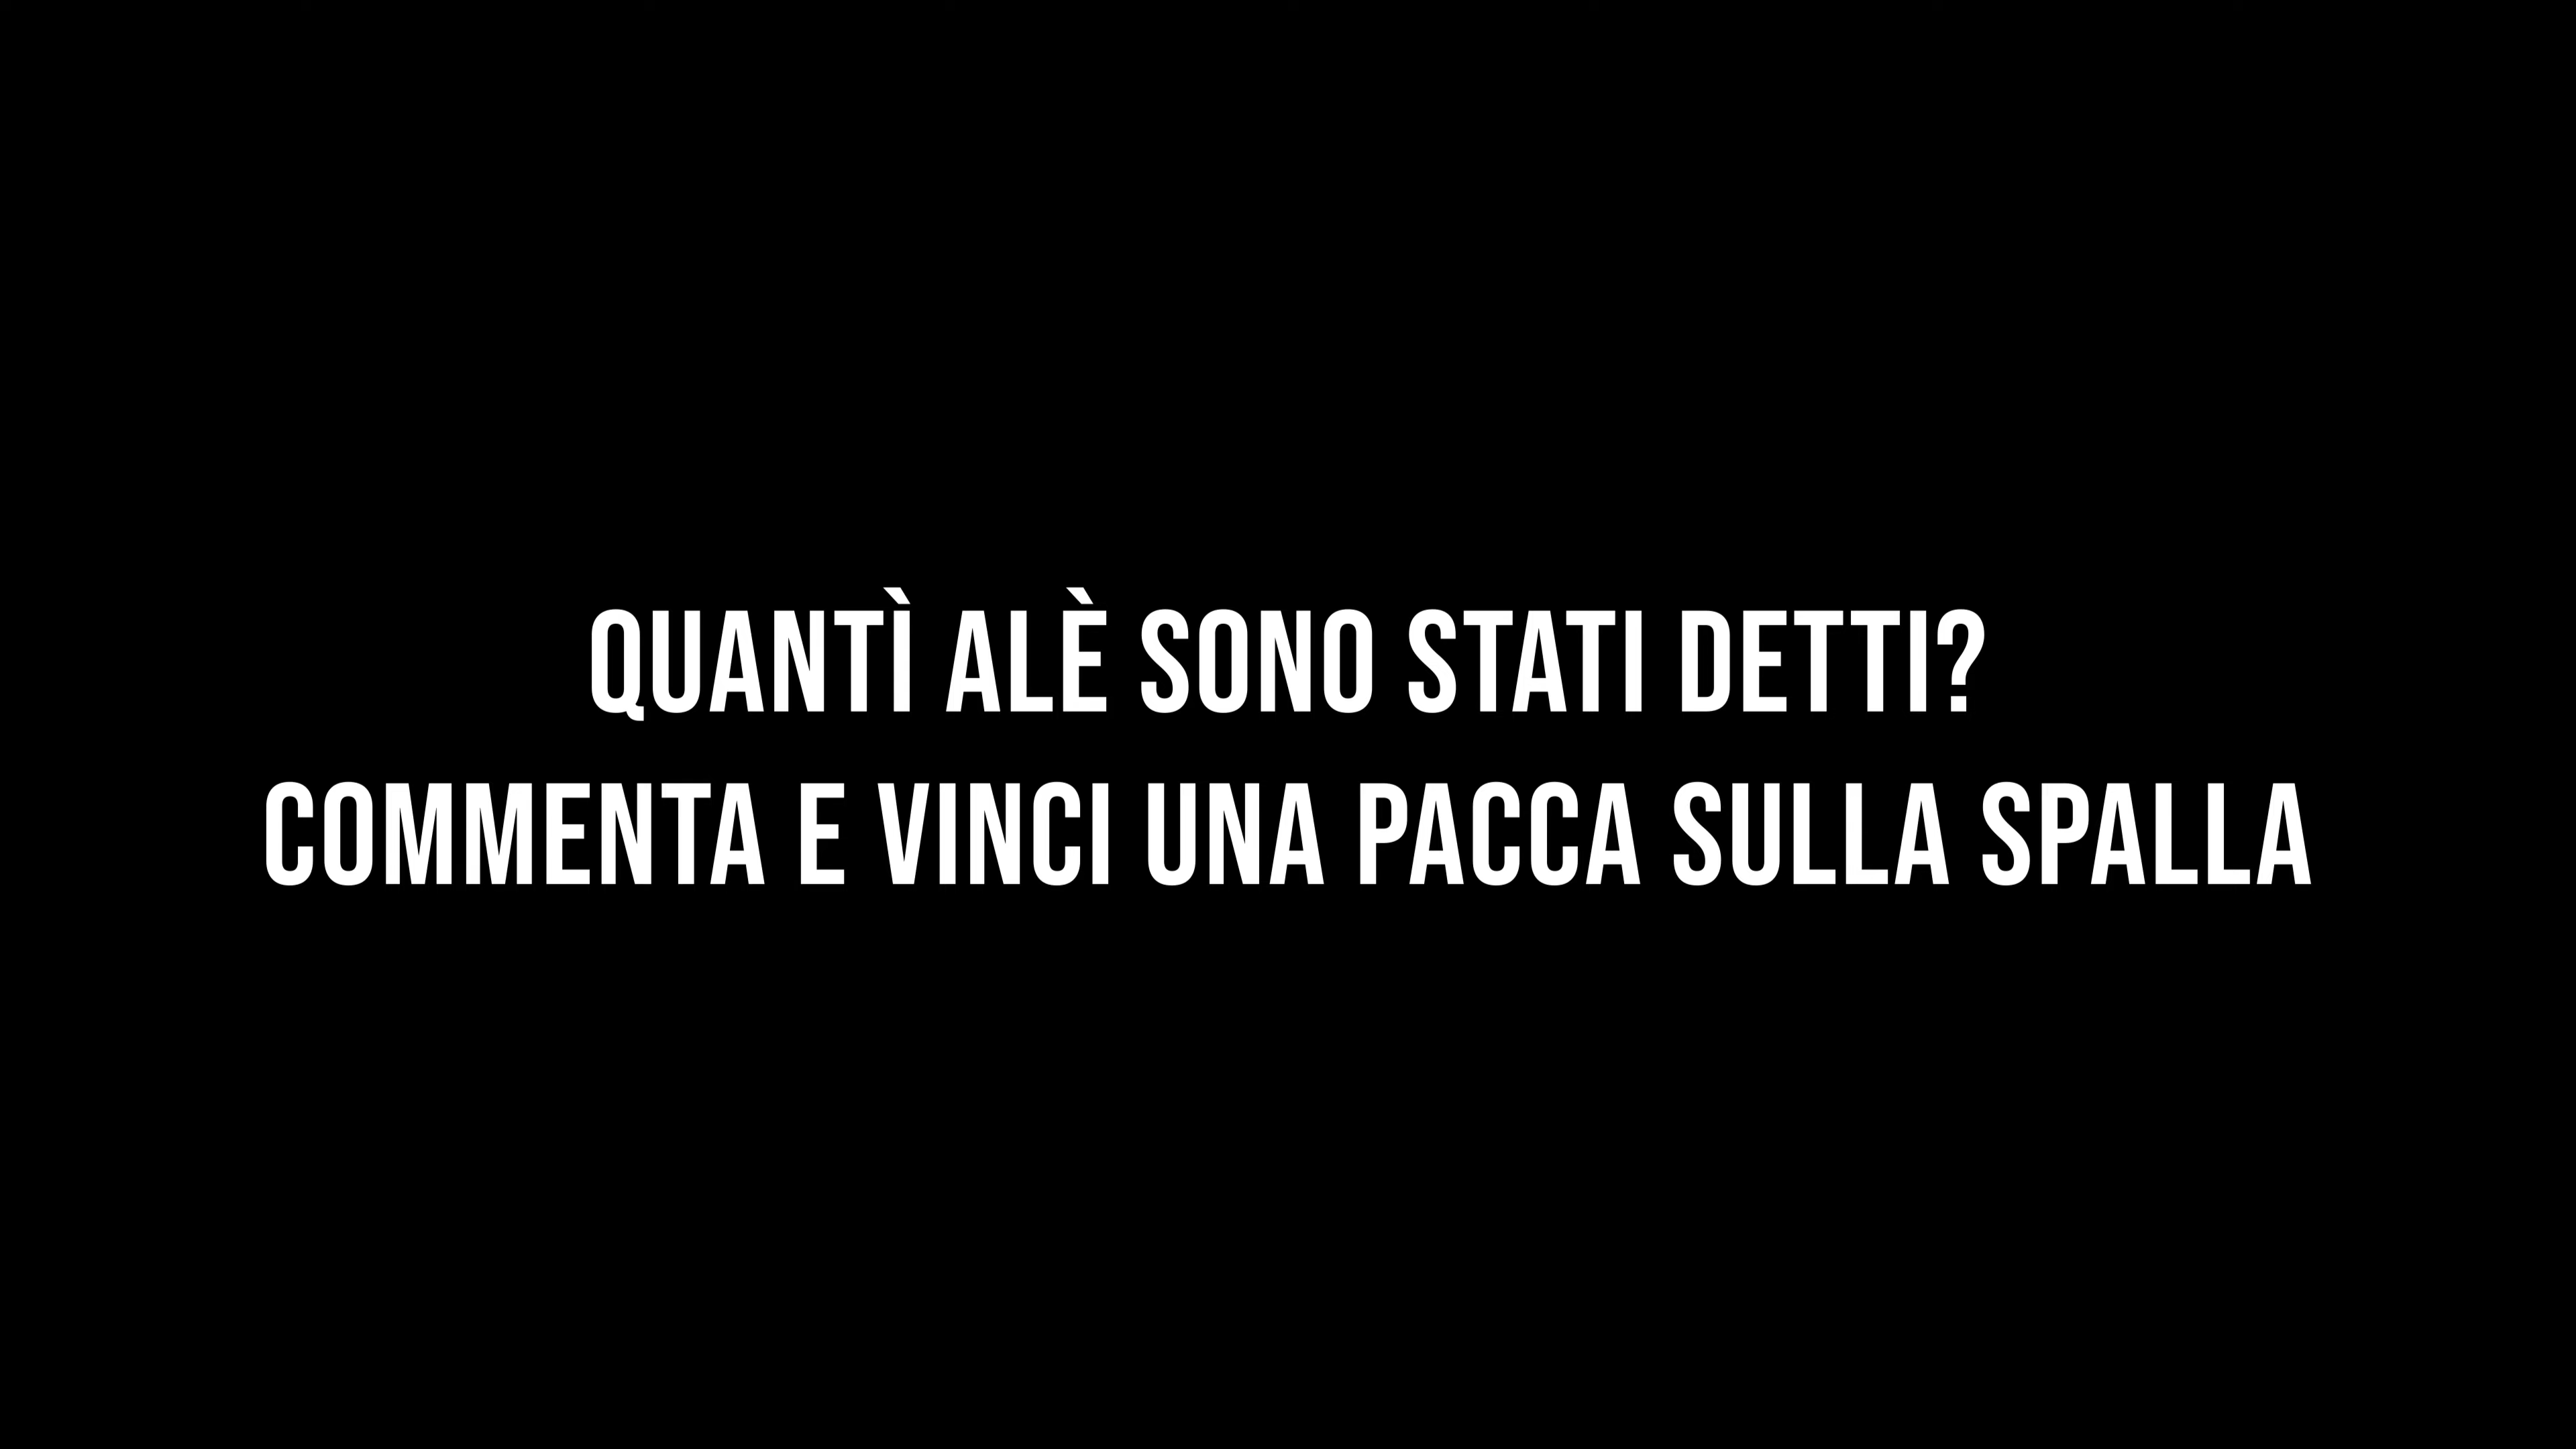 QUANTÌ ALÈ SONO STATI DETTI?
COMMENTA E VINCI UNA PACCA SULLA SPALLA